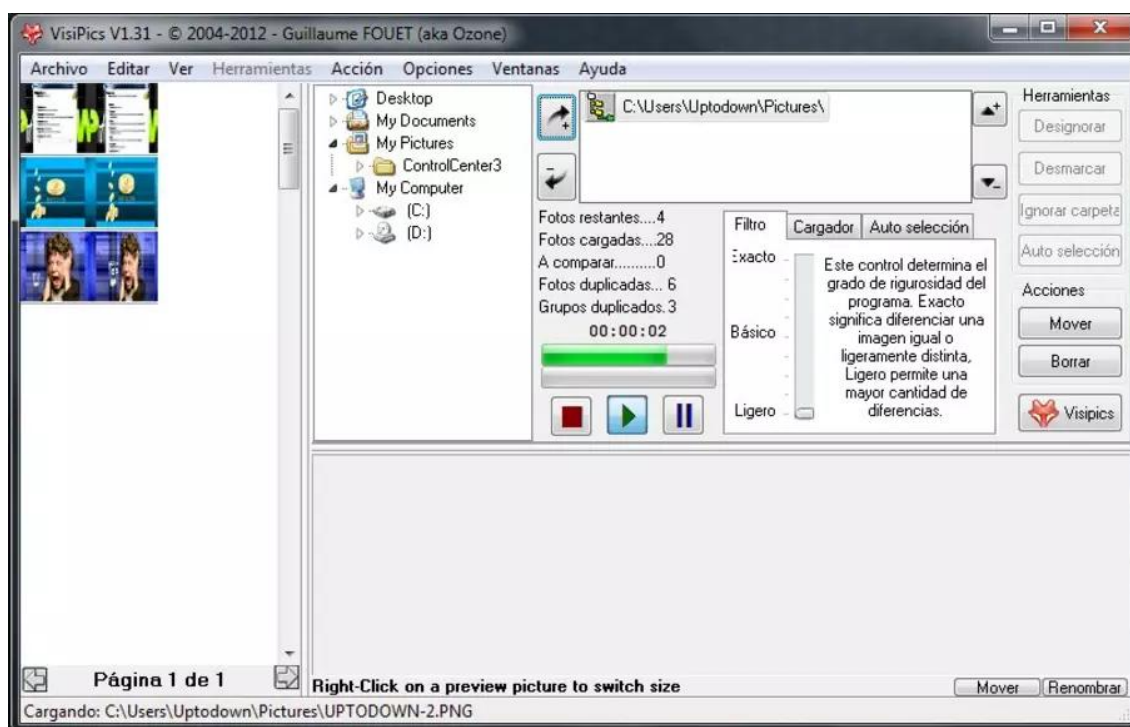 VisiPics V1.31 - © 2004-2012 - Guillaume FOUET (aka Ozone)
Archivo Editar Ver Herramientas Acción Opciones Ventanas Ayuda
Desktop
My Documents
My Pictures
ControlCenter3
My Computer
(C:)
(D:)
C:\Users\Uptodown\Pictures\
Fotos restantes....4
Fotos cargadas....28
A comparar.........0
Fotos duplicadas... 6
Grupos duplicados. 3
00:00:02
Filtro Cargador Auto selección
Exacto
Básico
Ligero
Este control determina el
grado de rigurosidad del
programa. Exacto
significa diferenciar una
imagen igual o
ligeramente distinta,
Ligero permite una
mayor cantidad de
diferencias.
Herramientas
Designorar
Desmarcar
Ignorar carpeta
Auto selección
Acciones
Mover
Borrar
Visipics
Página 1 de 1
Right-Click on a preview picture to switch size
Mover Renombrar
Cargando: C:\Users\Uptodown\Pictures\UPTODOWN-2.PNG